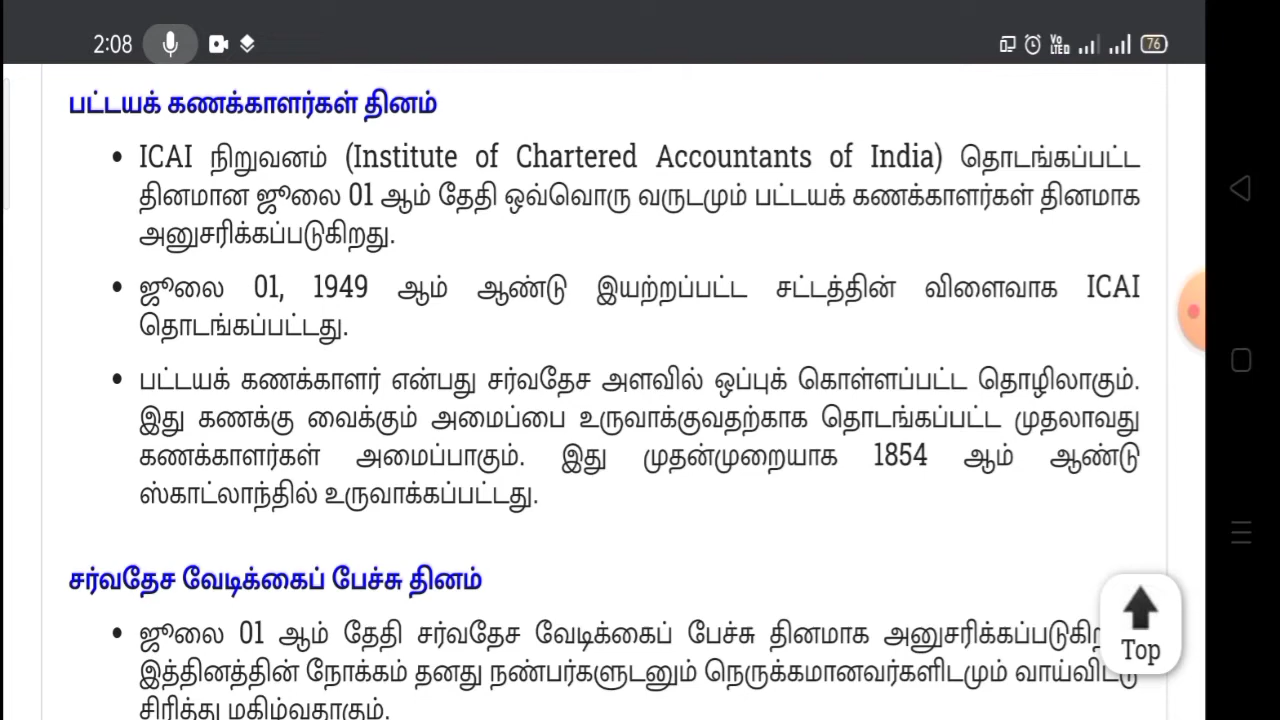 2:08
Vo
LTED
76
பட்டயக் கணக்காளர்கள் தினம்
ICAI நிறுவனம் (Institute of Chartered Accountants of India) தொடங்கப்பட்ட
தினமான ஜூலை 01 ஆம் தேதி ஒவ்வொரு வருடமும் பட்டயக் கணக்காளர்கள் தினமாக
அனுசரிக்கப்படுகிறது.
ஜூலை 01, 1949 ஆம் ஆண்டு இயற்றப்பட்ட சட்டத்தின் விளைவாக ICAI
தொடங்கப்பட்டது.
பட்டயக் கணக்காளர் என்பது சர்வதேச அளவில் ஒப்புக் கொள்ளப்பட்ட தொழிலாகும்.
இது கணக்கு வைக்கும் அமைப்பை உருவாக்குவதற்காக தொடங்கப்பட்ட முதலாவது
கணக்காளர்கள் அமைப்பாகும். இது முதன்முறையாக 1854 ஆம் ஆண்டு
ஸ்காட்லாந்தில் உருவாக்கப்பட்டது.
சர்வதேச வேடிக்கைப் பேச்சு தினம்
ஜூலை 01 ஆம் தேதி சர்வதேச வேடிக்கைப் பேச்சு தினமாக
இத்தினத்தின் நோக்கம் தனது நண்பர்களுடனும் நெருக்கமானவர்களிடமும் வாய்விட்டு
சிரித்து மகிழ்வதாகும்.
Top